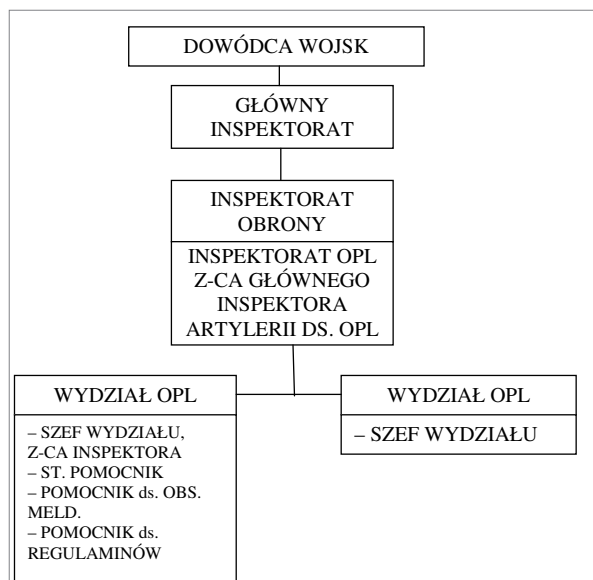 DOWÓDCA WOJSK
GŁÓWNY
INSPEKTORAT
INSPEKTORAT
OBRONY
INSPEKTORAT OPL
Z-CA GŁÓWNEGO
INSPEKTORA
ARTYLERII DS. OPL
WYDZIAŁ OPL
– SZEF WYDZIAŁU,
Z-CA INSPEKTORA
– ST. POMOCNIK
– POMOCNIK ds. OBS.
MELD.
– POMOCNIK ds.
REGULAMINÓW
WYDZIAŁ OPL
– SZEF WYDZIAŁU